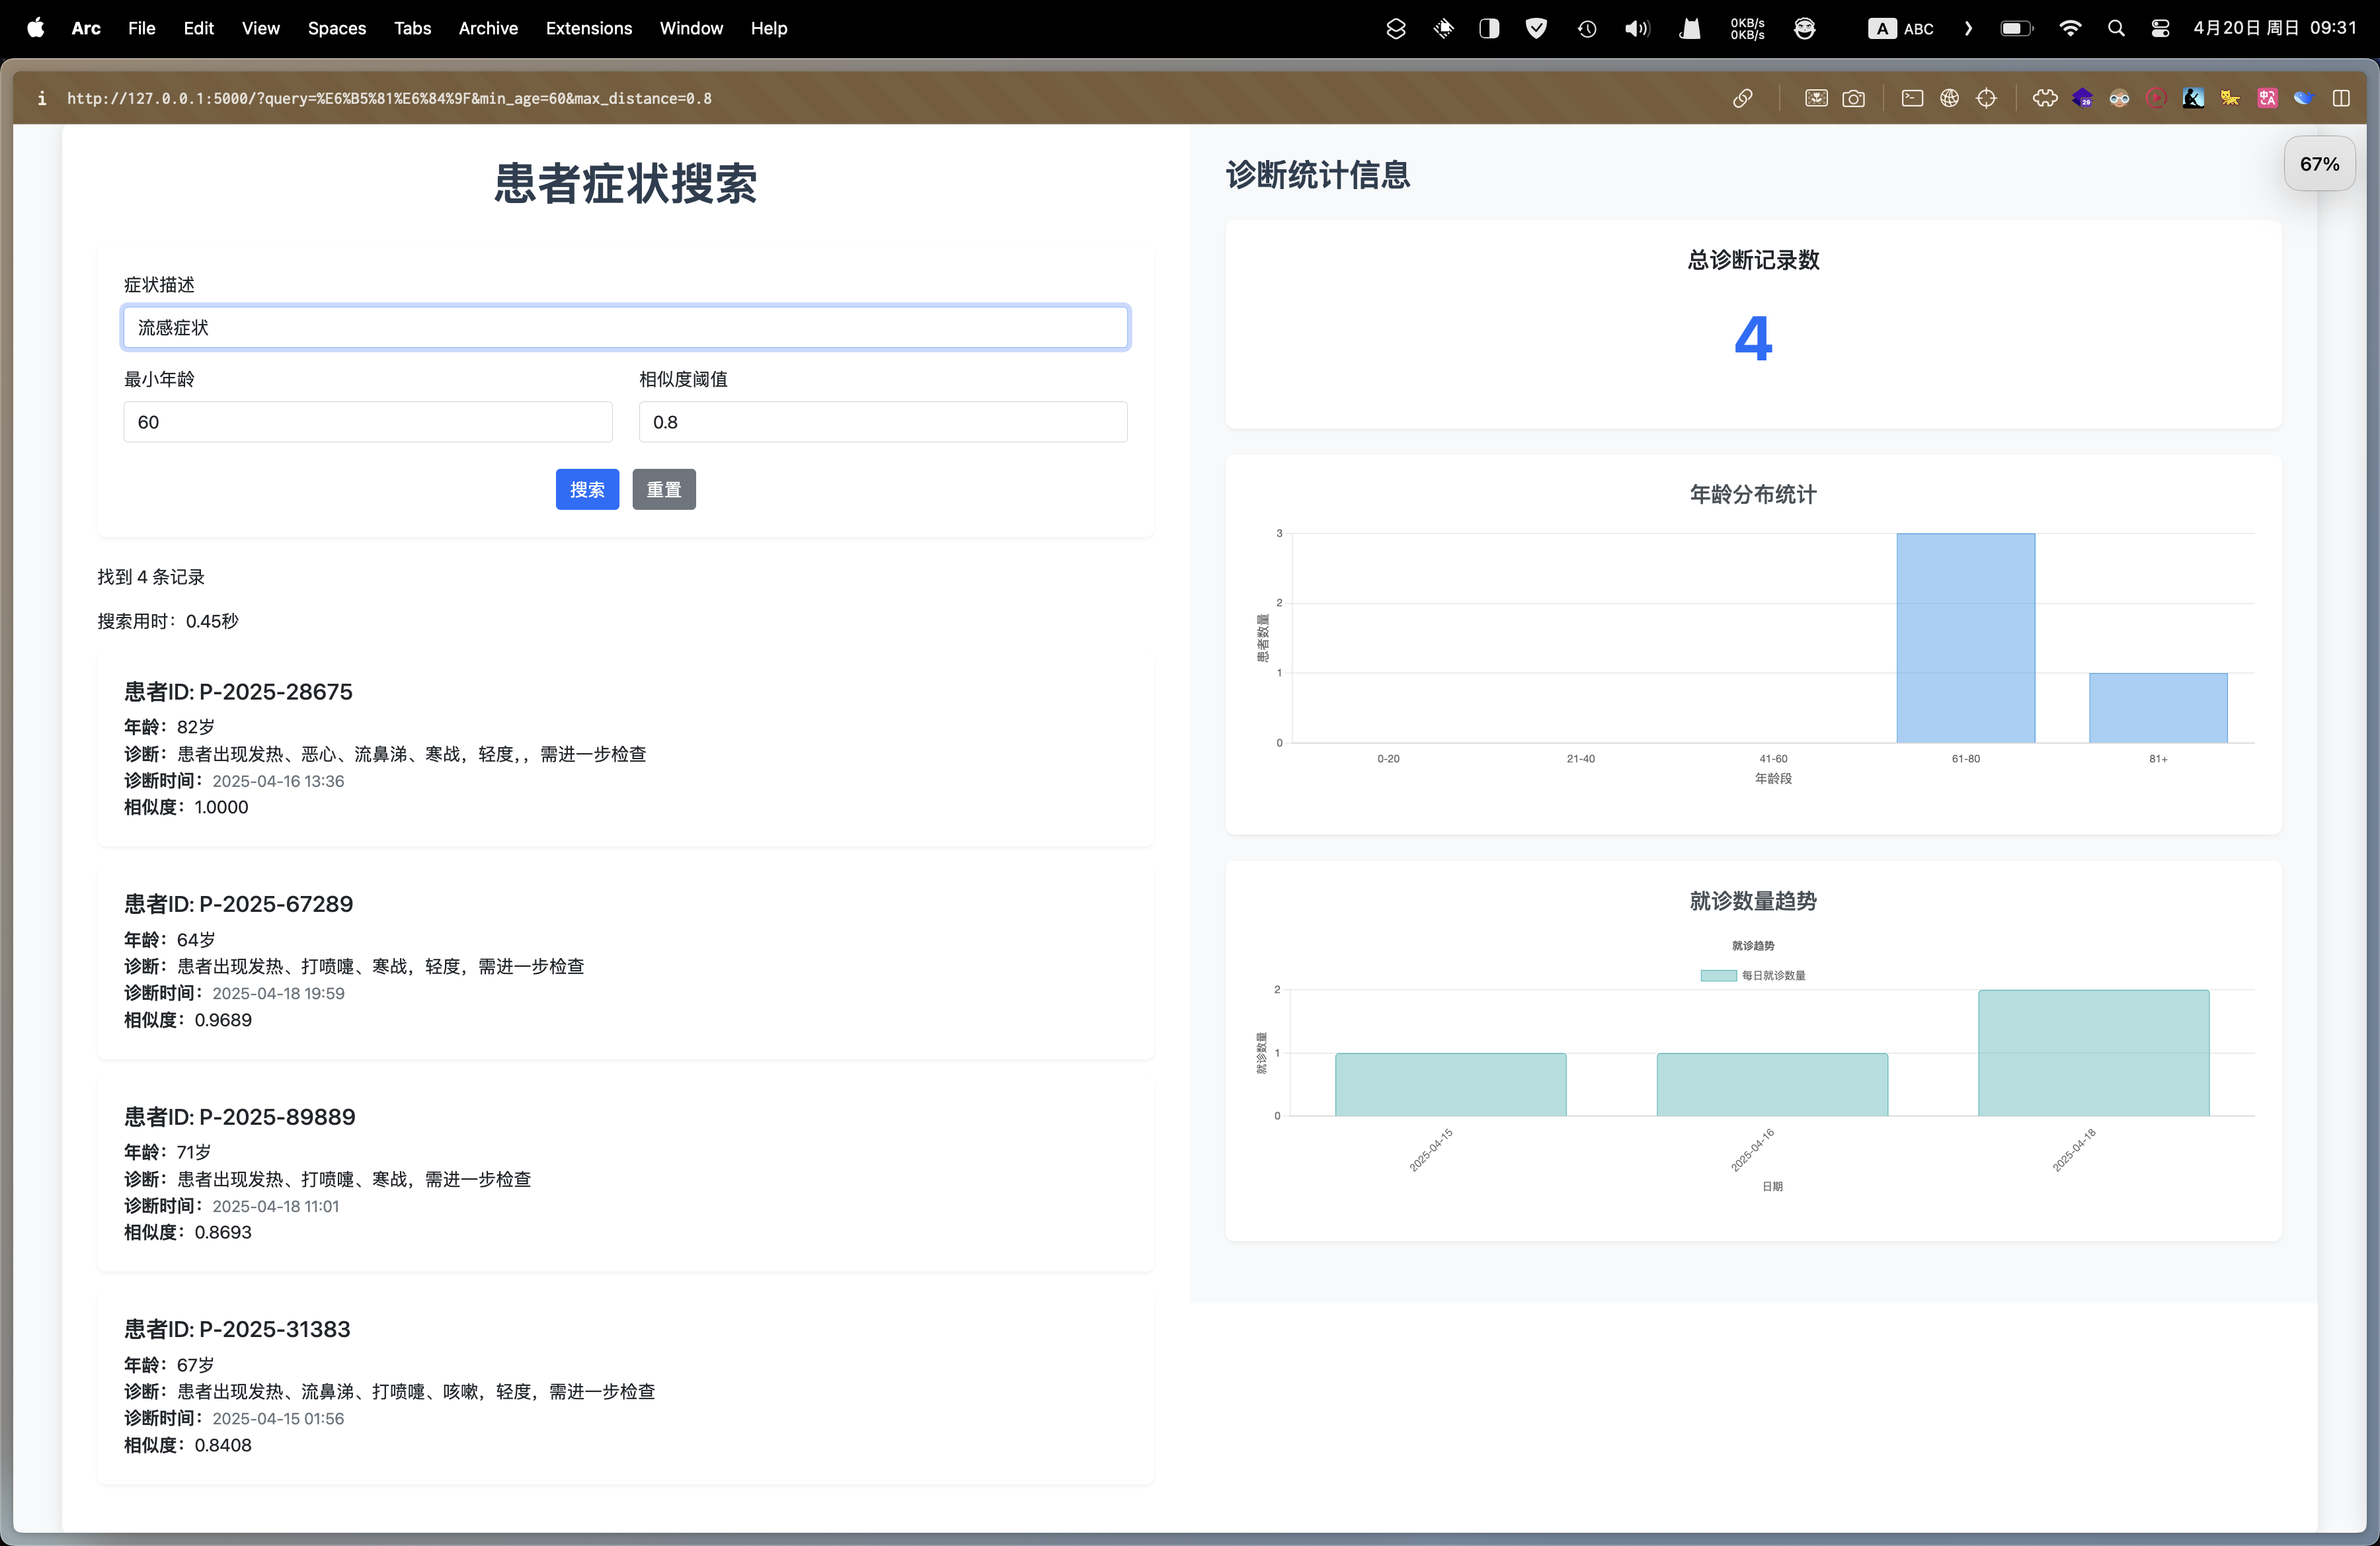 Arc File Edit View Spaces Tabs Archive Extensions Window Help
0KB/s
0KB/s
A ABC
4月20日 周日 09:31
http://127.0.0.1:5000/?query=%E6%B5%81%E6%84%9F&min_age=60&max_distance=0.8
29
67%
患者症状搜索
症状描述
流感症状
最小年龄 相似度阈值
60 0.8
搜索 重置
找到 4 条记录
搜索用时：0.45秒
患者ID: P-2025-28675
年龄：82岁
诊断：患者出现发热、恶心、流鼻涕、寒战，轻度，，需进一步检查
诊断时间：2025-04-16 13:36
相似度：1.0000
患者ID: P-2025-67289
年龄：64岁
诊断：患者出现发热、打喷嚏、寒战，轻度，需进一步检查
诊断时间：2025-04-18 19:59
相似度：0.9689
患者ID: P-2025-89889
年龄：71岁
诊断：患者出现发热、打喷嚏、寒战，需进一步检查
诊断时间：2025-04-18 11:01
相似度：0.8693
患者ID: P-2025-31383
年龄：67岁
诊断：患者出现发热、流鼻涕、打喷嚏、咳嗽，轻度，需进一步检查
诊断时间：2025-04-15 01:56
相似度：0.8408
诊断统计信息
总诊断记录数
4
年龄分布统计
3
2
1
0
患者数量
0-20 21-40 41-60 61-80 81+
年龄段
就诊数量趋势
就诊趋势
每日就诊数量
2
1
0
就诊数量
2025-04-15 2025-04-16 2025-04-18
日期